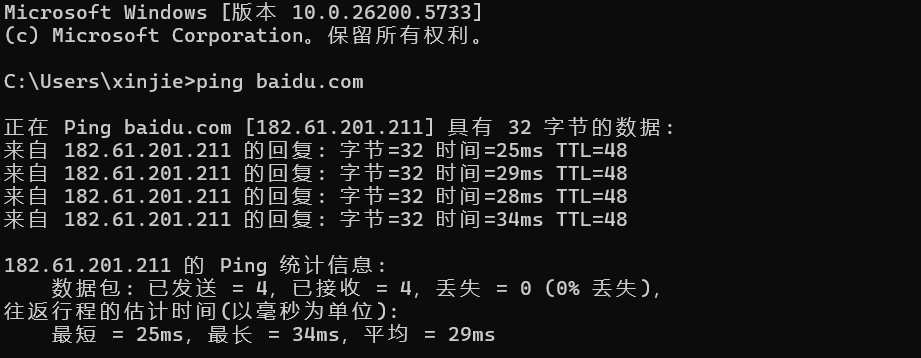 Microsoft Windows [版本 10.0.26200.5733]
(c) Microsoft Corporation。保留所有权利。
C:\Users\xinjie>ping baidu.com
正在 Ping baidu.com [182.61.201.211] 具有 32 字节的数据:
来自 182.61.201.211 的回复: 字节=32 时间=25ms TTL=48
来自 182.61.201.211 的回复: 字节=32 时间=29ms TTL=48
来自 182.61.201.211 的回复: 字节=32 时间=28ms TTL=48
来自 182.61.201.211 的回复: 字节=32 时间=34ms TTL=48
182.61.201.211 的 Ping 统计信息:
    数据包: 已发送 = 4，已接收 = 4，丢失 = 0 (0% 丢失)，
往返行程的估计时间(以毫秒为单位):
    最短 = 25ms，最长 = 34ms，平均 = 29ms